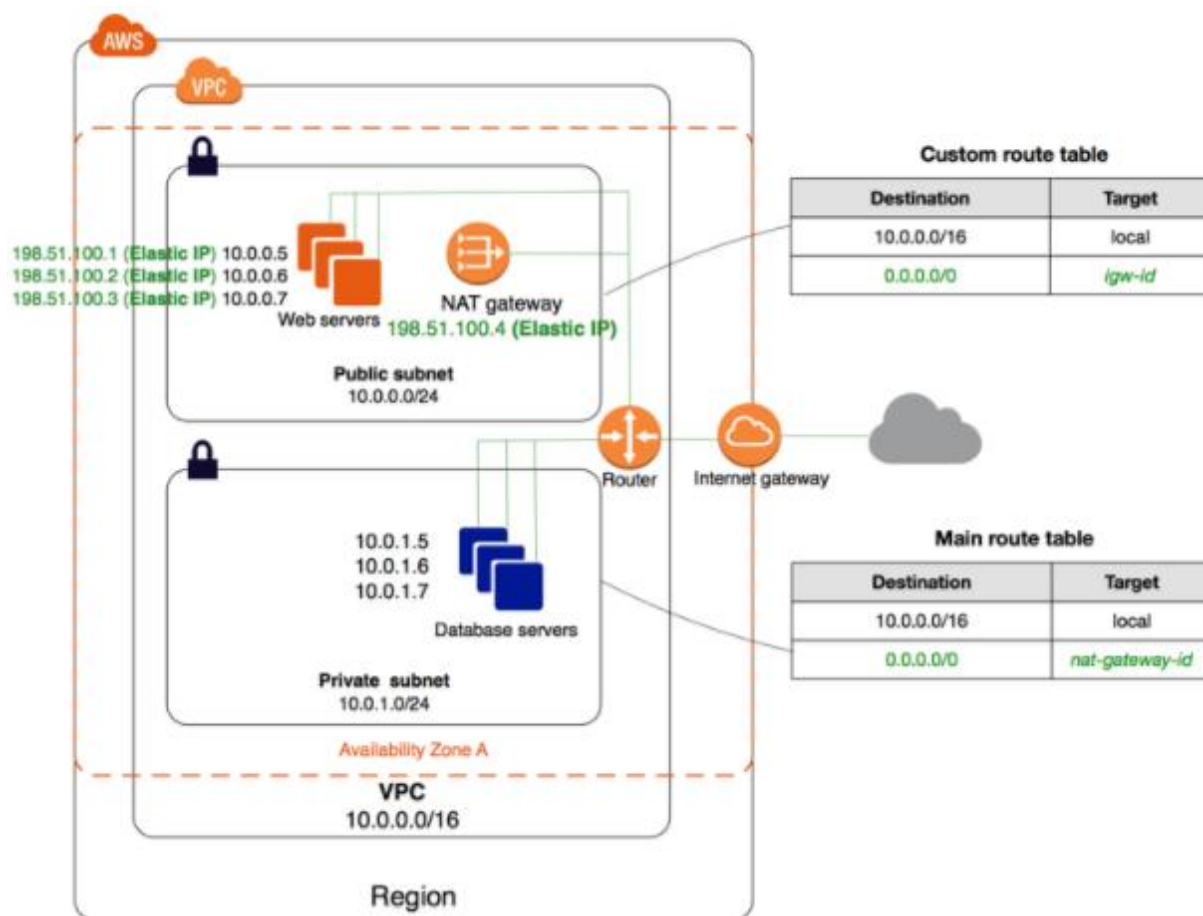 AWS
VPC
198.51.100.1 (Elastic IP) 10.0.0.5
198.51.100.2 (Elastic IP) 10.0.0.6
198.51.100.3 (Elastic IP) 10.0.0.7
Web servers
NAT gateway
198.51.100.4 (Elastic IP)
Public subnet
10.0.0.0/24
Custom route table
Destination Target
10.0.0.0/16 local
0.0.0.0/0 igw-id
Router
Internet gateway
10.0.1.5
10.0.1.6
10.0.1.7
Database servers
Private subnet
10.0.1.0/24
Main route table
Destination Target
10.0.0.0/16 local
0.0.0.0/0 nat-gateway-id
Availability Zone A
VPC
10.0.0.0/16
Region